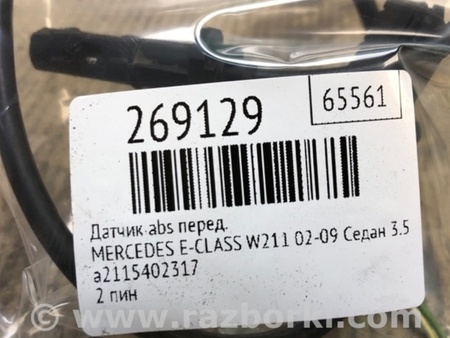 269129
65561
Датчик abs перед.
MERCEDES E-CLASS W211 02-09 Седан 3.5
a2115402317
2 пин
www.razborki.com